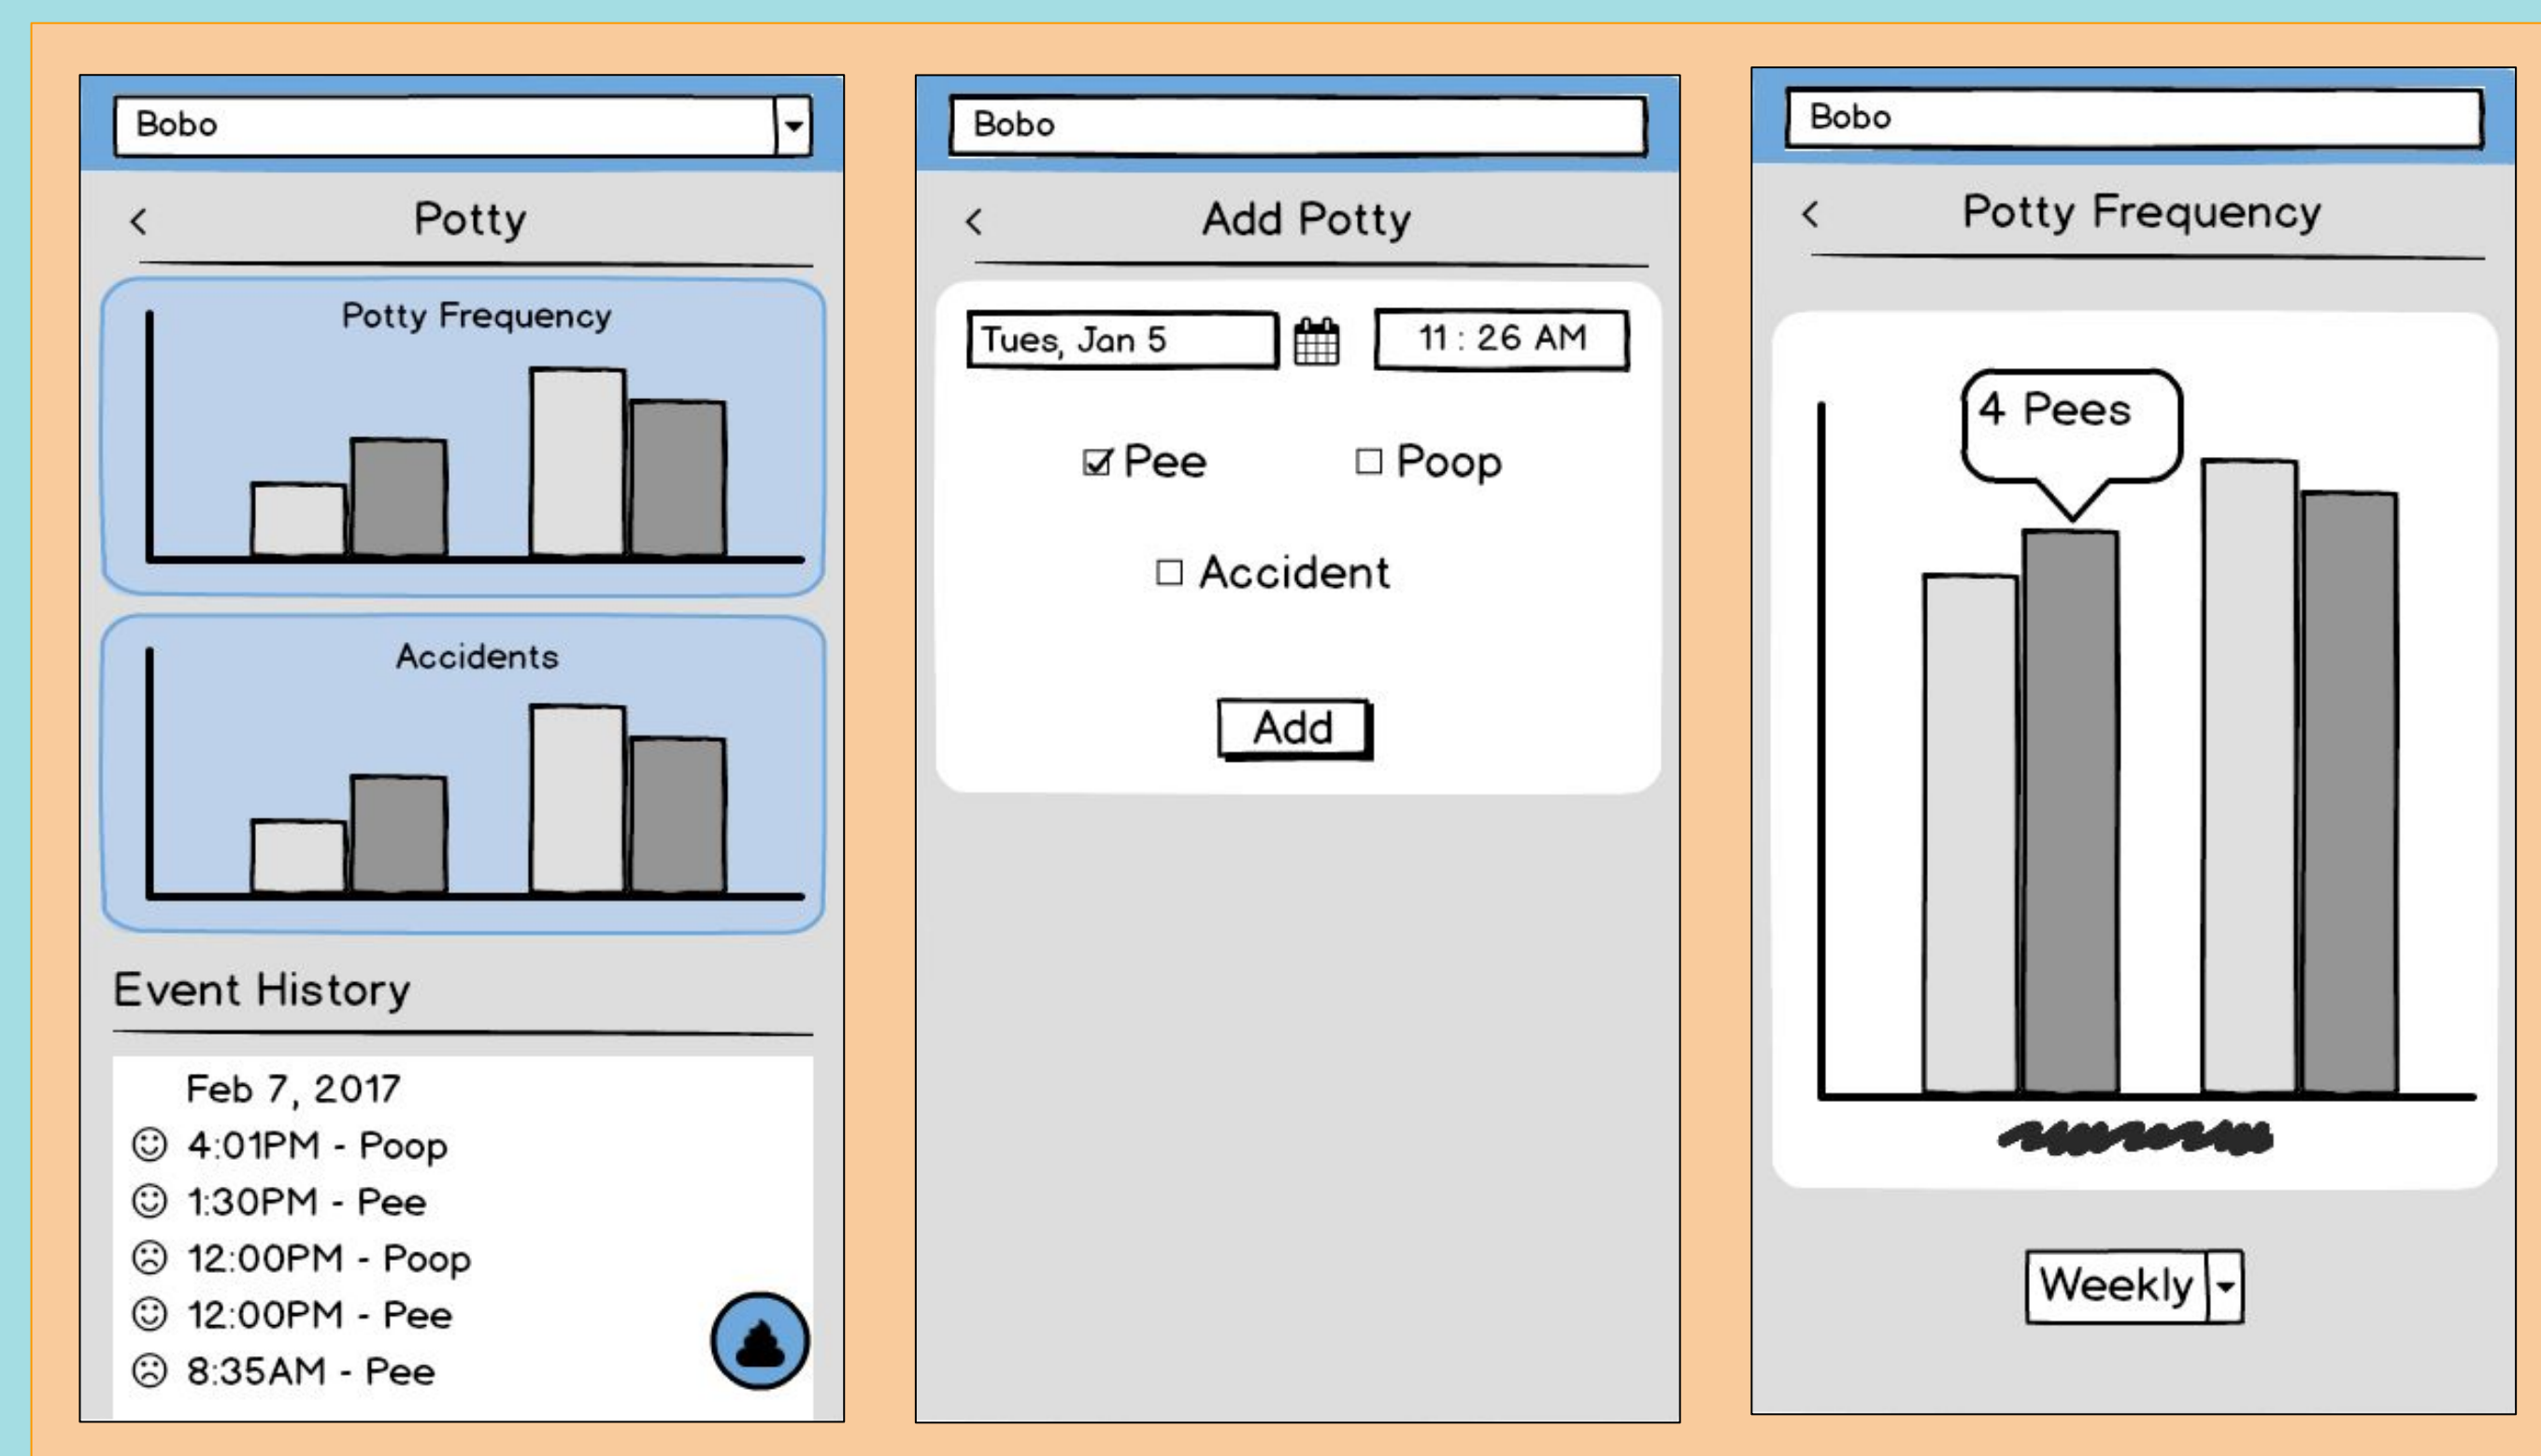 Bobo
Potty
Potty Frequency
Accidents
Event History
Feb 7, 2017
4:01PM - Poop
1:30PM - Pee
12:00PM - Poop
12:00PM - Pee
8:35AM - Pee
Bobo
Add Potty
Tues, Jan 5
11 : 26 AM
Pee
Poop
Accident
Add
Bobo
Potty Frequency
4 Pees
Weekly